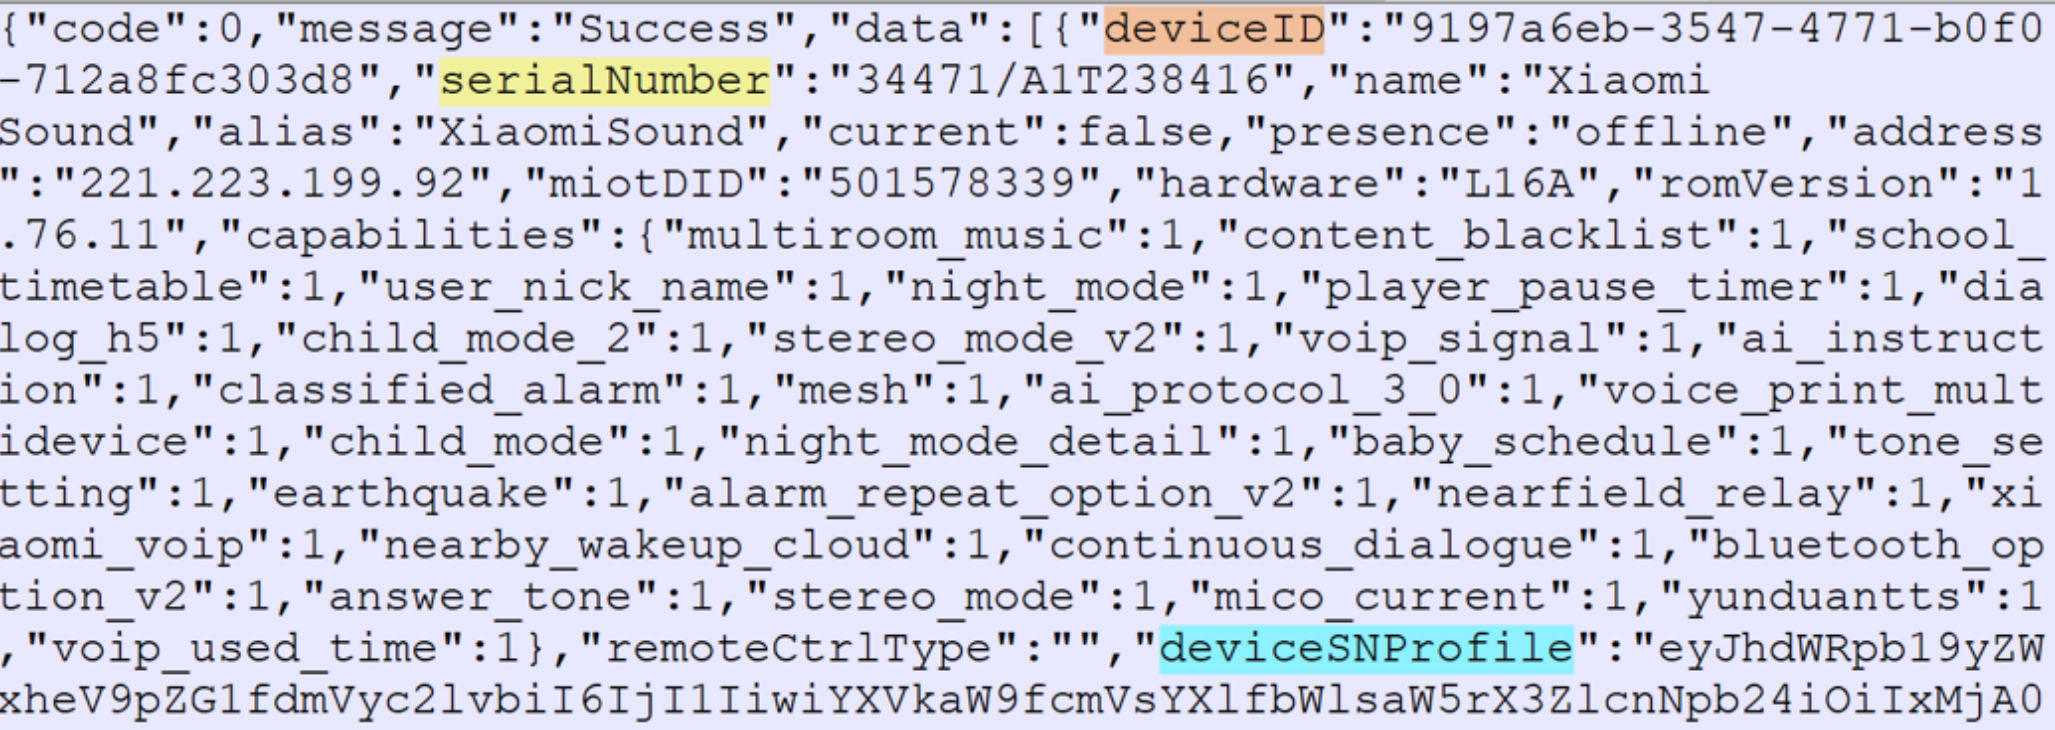 {"code":0,"message":"Success","data":[{"deviceID":"9197a6eb-3547-4771-b0f0
-712a8fc303d8","serialNumber":"34471/A1T238416","name":"Xiaomi
Sound","alias":"XiaomiSound","current":false,"presence":"offline","address
":"221.223.199.92","miotDID":"501578339","hardware":"L16A","romVersion":"1
.76.11","capabilities":{"multiroom_music":1,"content_blacklist":1,"school_
timetable":1,"user_nick_name":1,"night_mode":1,"player_pause_timer":1,"dia
log_h5":1,"child_mode_2":1,"stereo_mode_v2":1,"voip_signal":1,"ai_instruct
ion":1,"classified_alarm":1,"mesh":1,"ai_protocol_3_0":1,"voice_print_mult
idevice":1,"child_mode":1,"night_mode_detail":1,"baby_schedule":1,"tone_se
tting":1,"earthquake":1,"alarm_repeat_option_v2":1,"nearfield_relay":1,"xi
aomi_voip":1,"nearby_wakeup_cloud":1,"continuous_dialogue":1,"bluetooth_op
tion_v2":1,"answer_tone":1,"stereo_mode":1,"mico_current":1,"yunduantts":1
,"voip_used_time":1},"remoteCtrlType":"","deviceSNProfile":"eyJhdWRpb19yZW
xheV9pZG1fdmVyc2lvbiI6IjI1IiwiYXVkaW9fcmVsYXlfbWlsaW5rX3ZlcnNpb24iOiIxMjA0